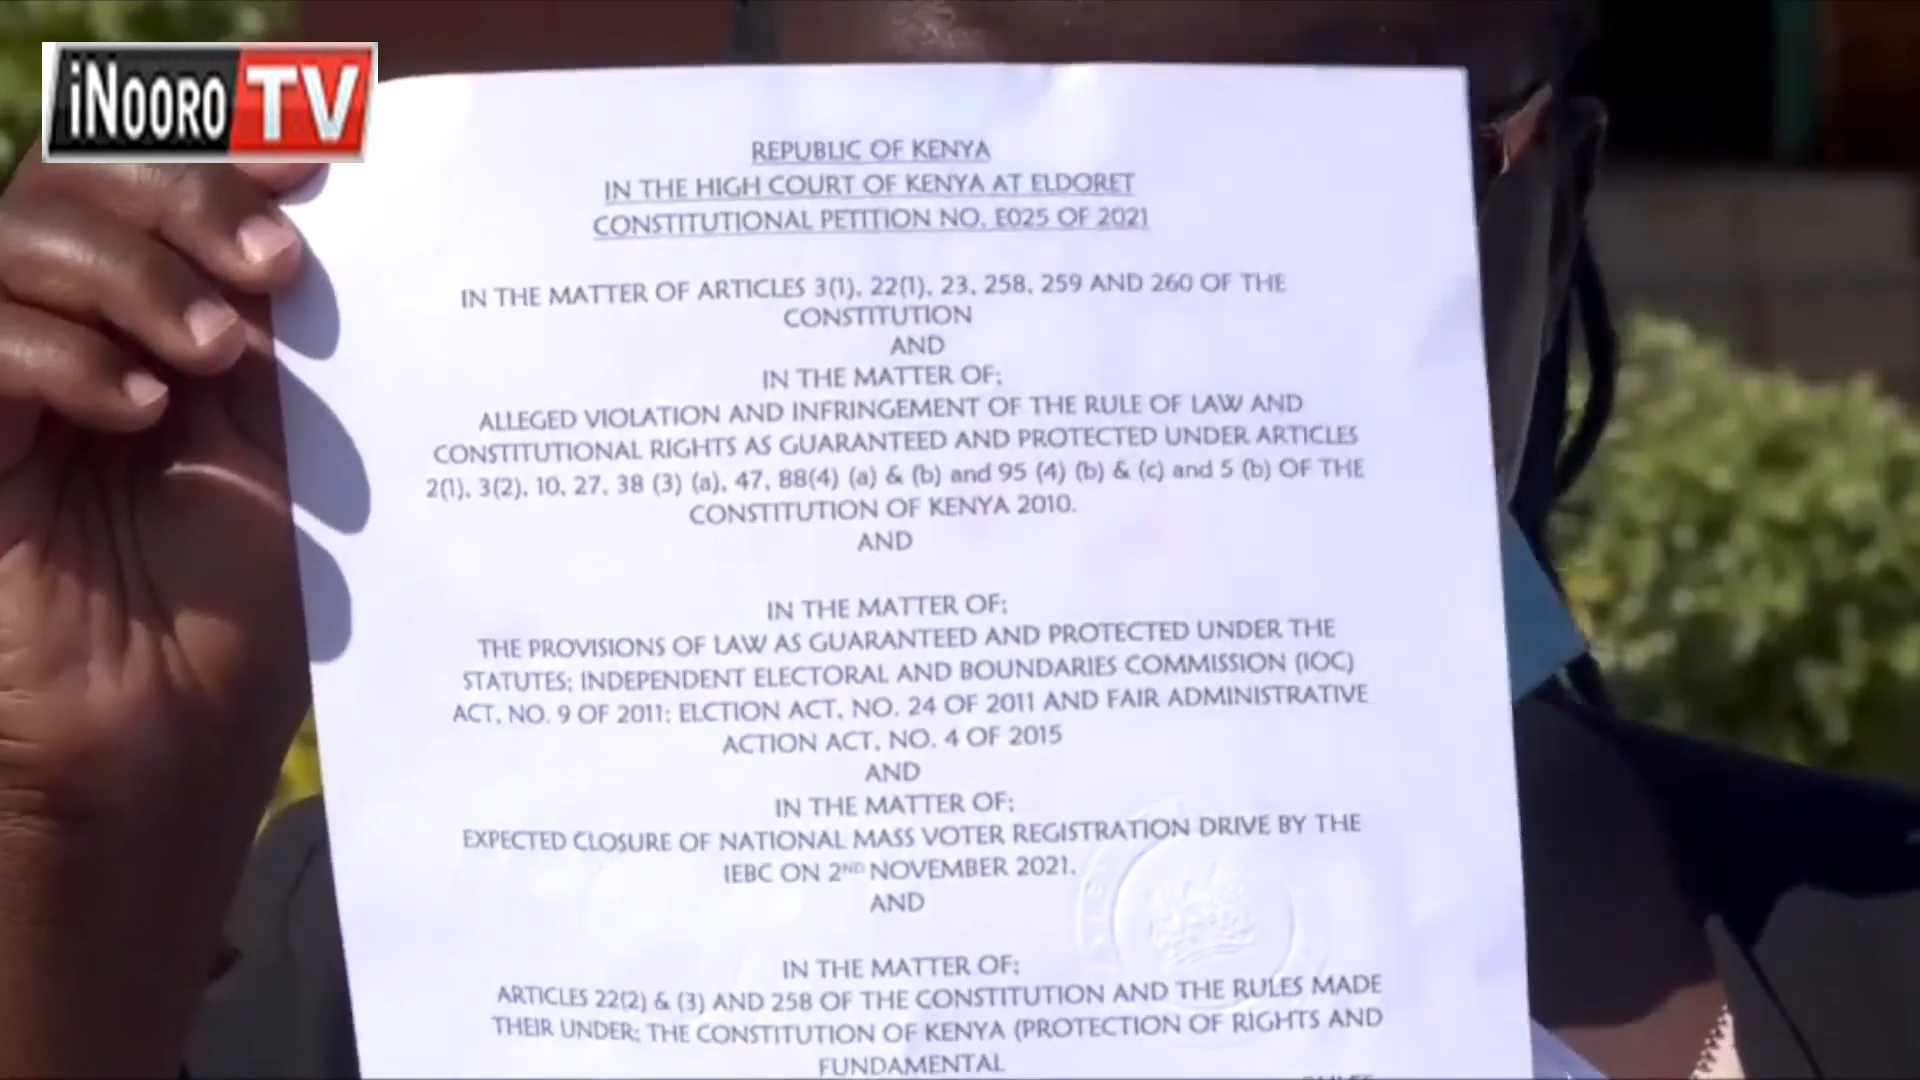 iNOORO TV
REPUBLIC OF KENYA
IN THE HIGH COURT OF KENYA AT ELDORET
CONSTITUTIONAL PETITION NO. E025 OF 2021
IN THE MATTER OF ARTICLES 3(1), 22(1), 23, 258, 259 AND 260 OF THE
CONSTITUTION
AND
IN THE MATTER OF:
ALLEGED VIOLATION AND INFRINGEMENT OF THE RULE OF LAW AND
CONSTITUTIONAL RIGHTS AS GUARANTEED AND PROTECTED UNDER ARTICLES
2(1), 3(2), 10, 27, 38 (3) (a), 47, 88(4) (a) & (b) and 95 (4) (b) & (c) and 5 (b) OF THE
CONSTITUTION OF KENYA 2010.
AND
IN THE MATTER OF:
THE PROVISIONS OF LAW AS GUARANTEED AND PROTECTED UNDER THE
STATUTES; INDEPENDENT ELECTORAL AND BOUNDARIES COMMISSION (IOC)
ACT, NO. 9 OF 2011; ELCTION ACT, NO. 24 OF 2011 AND FAIR ADMINISTRATIVE
ACTION ACT, NO. 4 OF 2015
AND
IN THE MATTER OF:
EXPECTED CLOSURE OF NATIONAL MASS VOTER REGISTRATION DRIVE BY THE
IEBC ON 2ND NOVEMBER 2021.
AND
IN THE MATTER OF:
ARTICLES 22(2) & (3) AND 258 OF THE CONSTITUTION AND THE RULES MADE
THEIR UNDER; THE CONSTITUTION OF KENYA (PROTECTION OF RIGHTS AND
FUNDAMENTAL